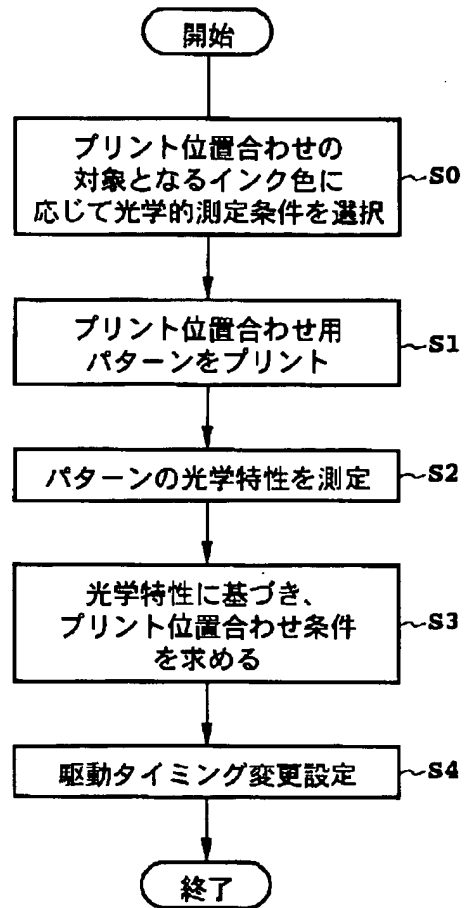 開始
プリント位置合わせの
対象となるインク色に
応じて光学的測定条件を選択
~S0
プリント位置合わせ用
パターンをプリント
~S1
パターンの光学特性を測定
~S2
光学特性に基づき、
プリント位置合わせ条件
を求める
~S3
駆動タイミング変更設定
~S4
終了